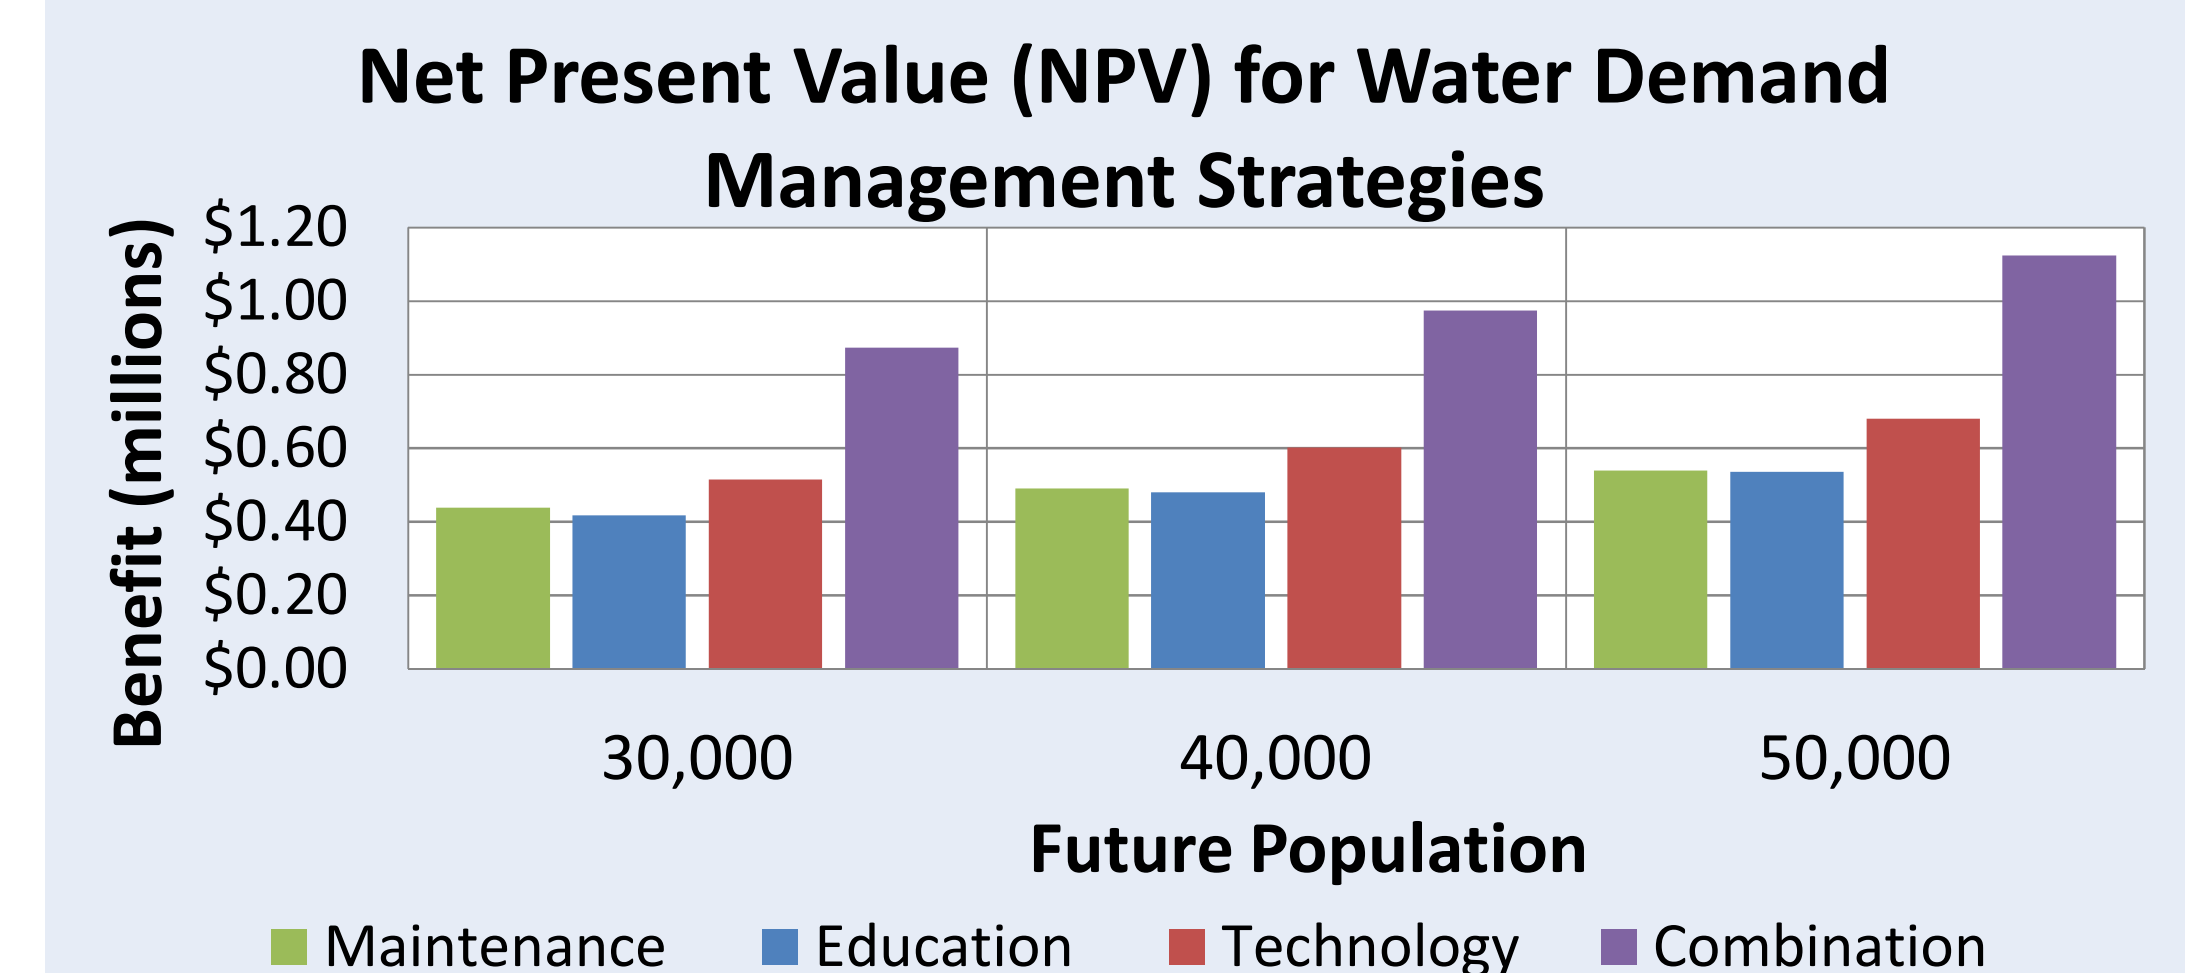 Net Present Value (NPV) for Water Demand
Management Strategies
Benefit (millions)
$1.20
$1.00
$0.80
$0.60
$0.40
$0.20
$0.00
30,000 40,000 50,000
Future Population
Maintenance Education Technology Combination